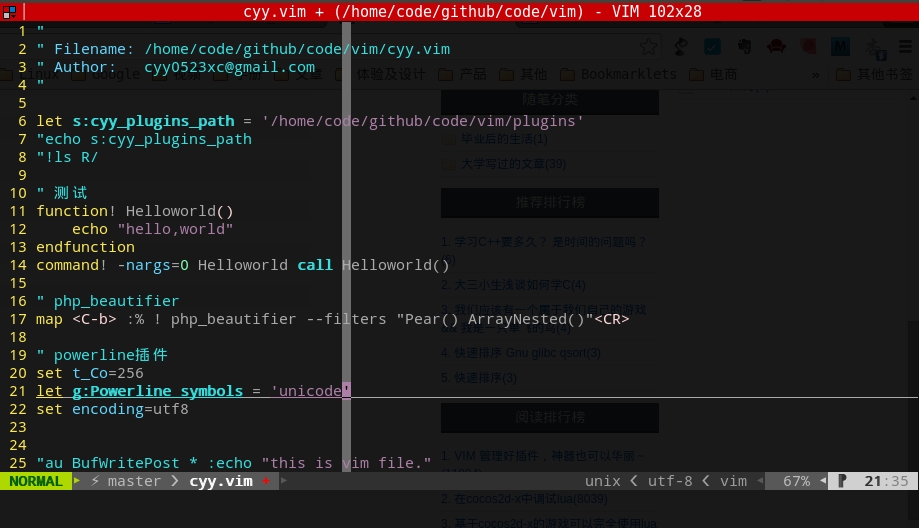 cyy.vim + (/home/code/github/code/vim) - VIM 102x28
1 "
2 " Filename: /home/code/github/code/vim/cyy.vim
3 " Author:   cyy0523xc@gmail.com
4 "
5
6 let s:cyy_plugins_path = '/home/code/github/code/vim/plugins'
7 "echo s:cyy_plugins_path
8 "!ls R/
9
10 " 测试
11 function! Helloworld()
12     echo "hello,world"
13 endfunction
14 command! -nargs=0 Helloworld call Helloworld()
15
16 " php_beautifier
17 map <C-b> :% ! php_beautifier --filters "Pear() ArrayNested()"<CR>
18
19 " powerline插件
20 set t_Co=256
21 let g:Powerline_symbols = 'unicode'
22 set encoding=utf8
23
24
25 "au BufWritePost * :echo "this is vim file."
NORMAL ⚡ master cyy.vim + unix utf-8 vim 67% 21:35
Linux Google 文章 体验及设计 产品 其他 Bookmarklets 电商 » 其他书签
随笔分类
毕业后的生活(1)
大学写过的文章(39)
推荐排行榜
1. 学习C++要多久？ 是时间的问题吗？
2. 大三小生浅谈如何学C(4)
4. 快速排序 Gnu glibc qsort(3)
5. 快速排序(3)
阅读排行榜
1. VIM 管理好插件，神器也可以华丽 ~
2. 在cocos2d-x中调试lua(8039)
3. 基于cocos2d-x的游戏可以完全使用lua